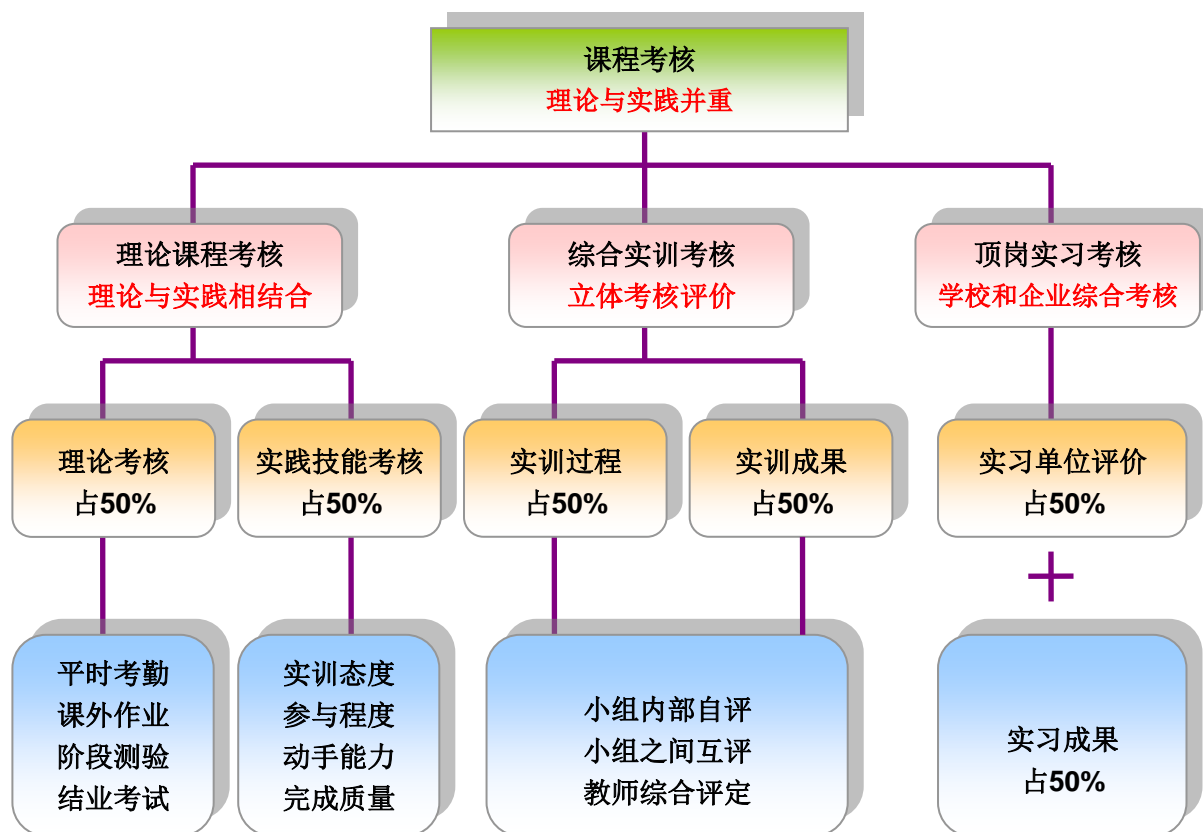 课程考核
理论与实践并重
理论课程考核
理论与实践相结合
综合实训考核
立体考核评价
顶岗实习考核
学校和企业综合考核
理论考核
占50%
实践技能考核
占50%
实训过程
占50%
实训成果
占50%
实习单位评价
占50%
平时考勤
课外作业
阶段测验
结业考试
实训态度
参与程度
动手能力
完成质量
小组内部自评
小组之间互评
教师综合评定
实习成果
占50%